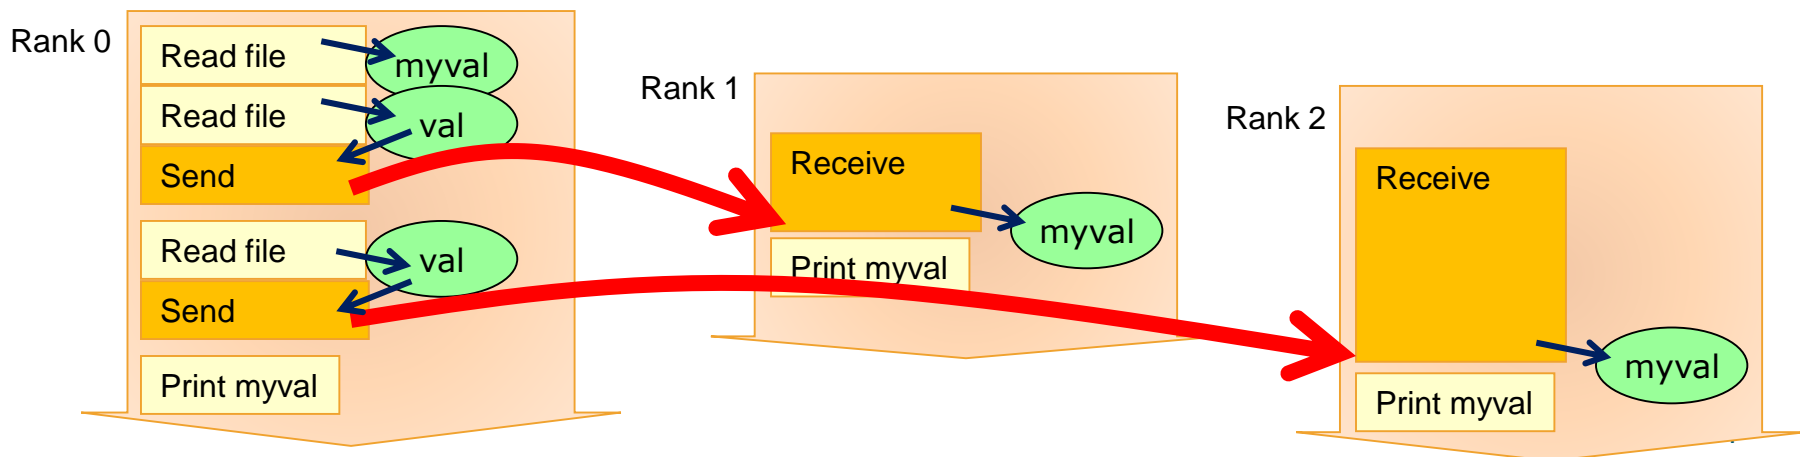 Rank 0
Read file
myval
Read file
val
Send
Read file
val
Send
Print myval
Rank 1
Receive
myval
Print myval
Rank 2
Receive
myval
Print myval